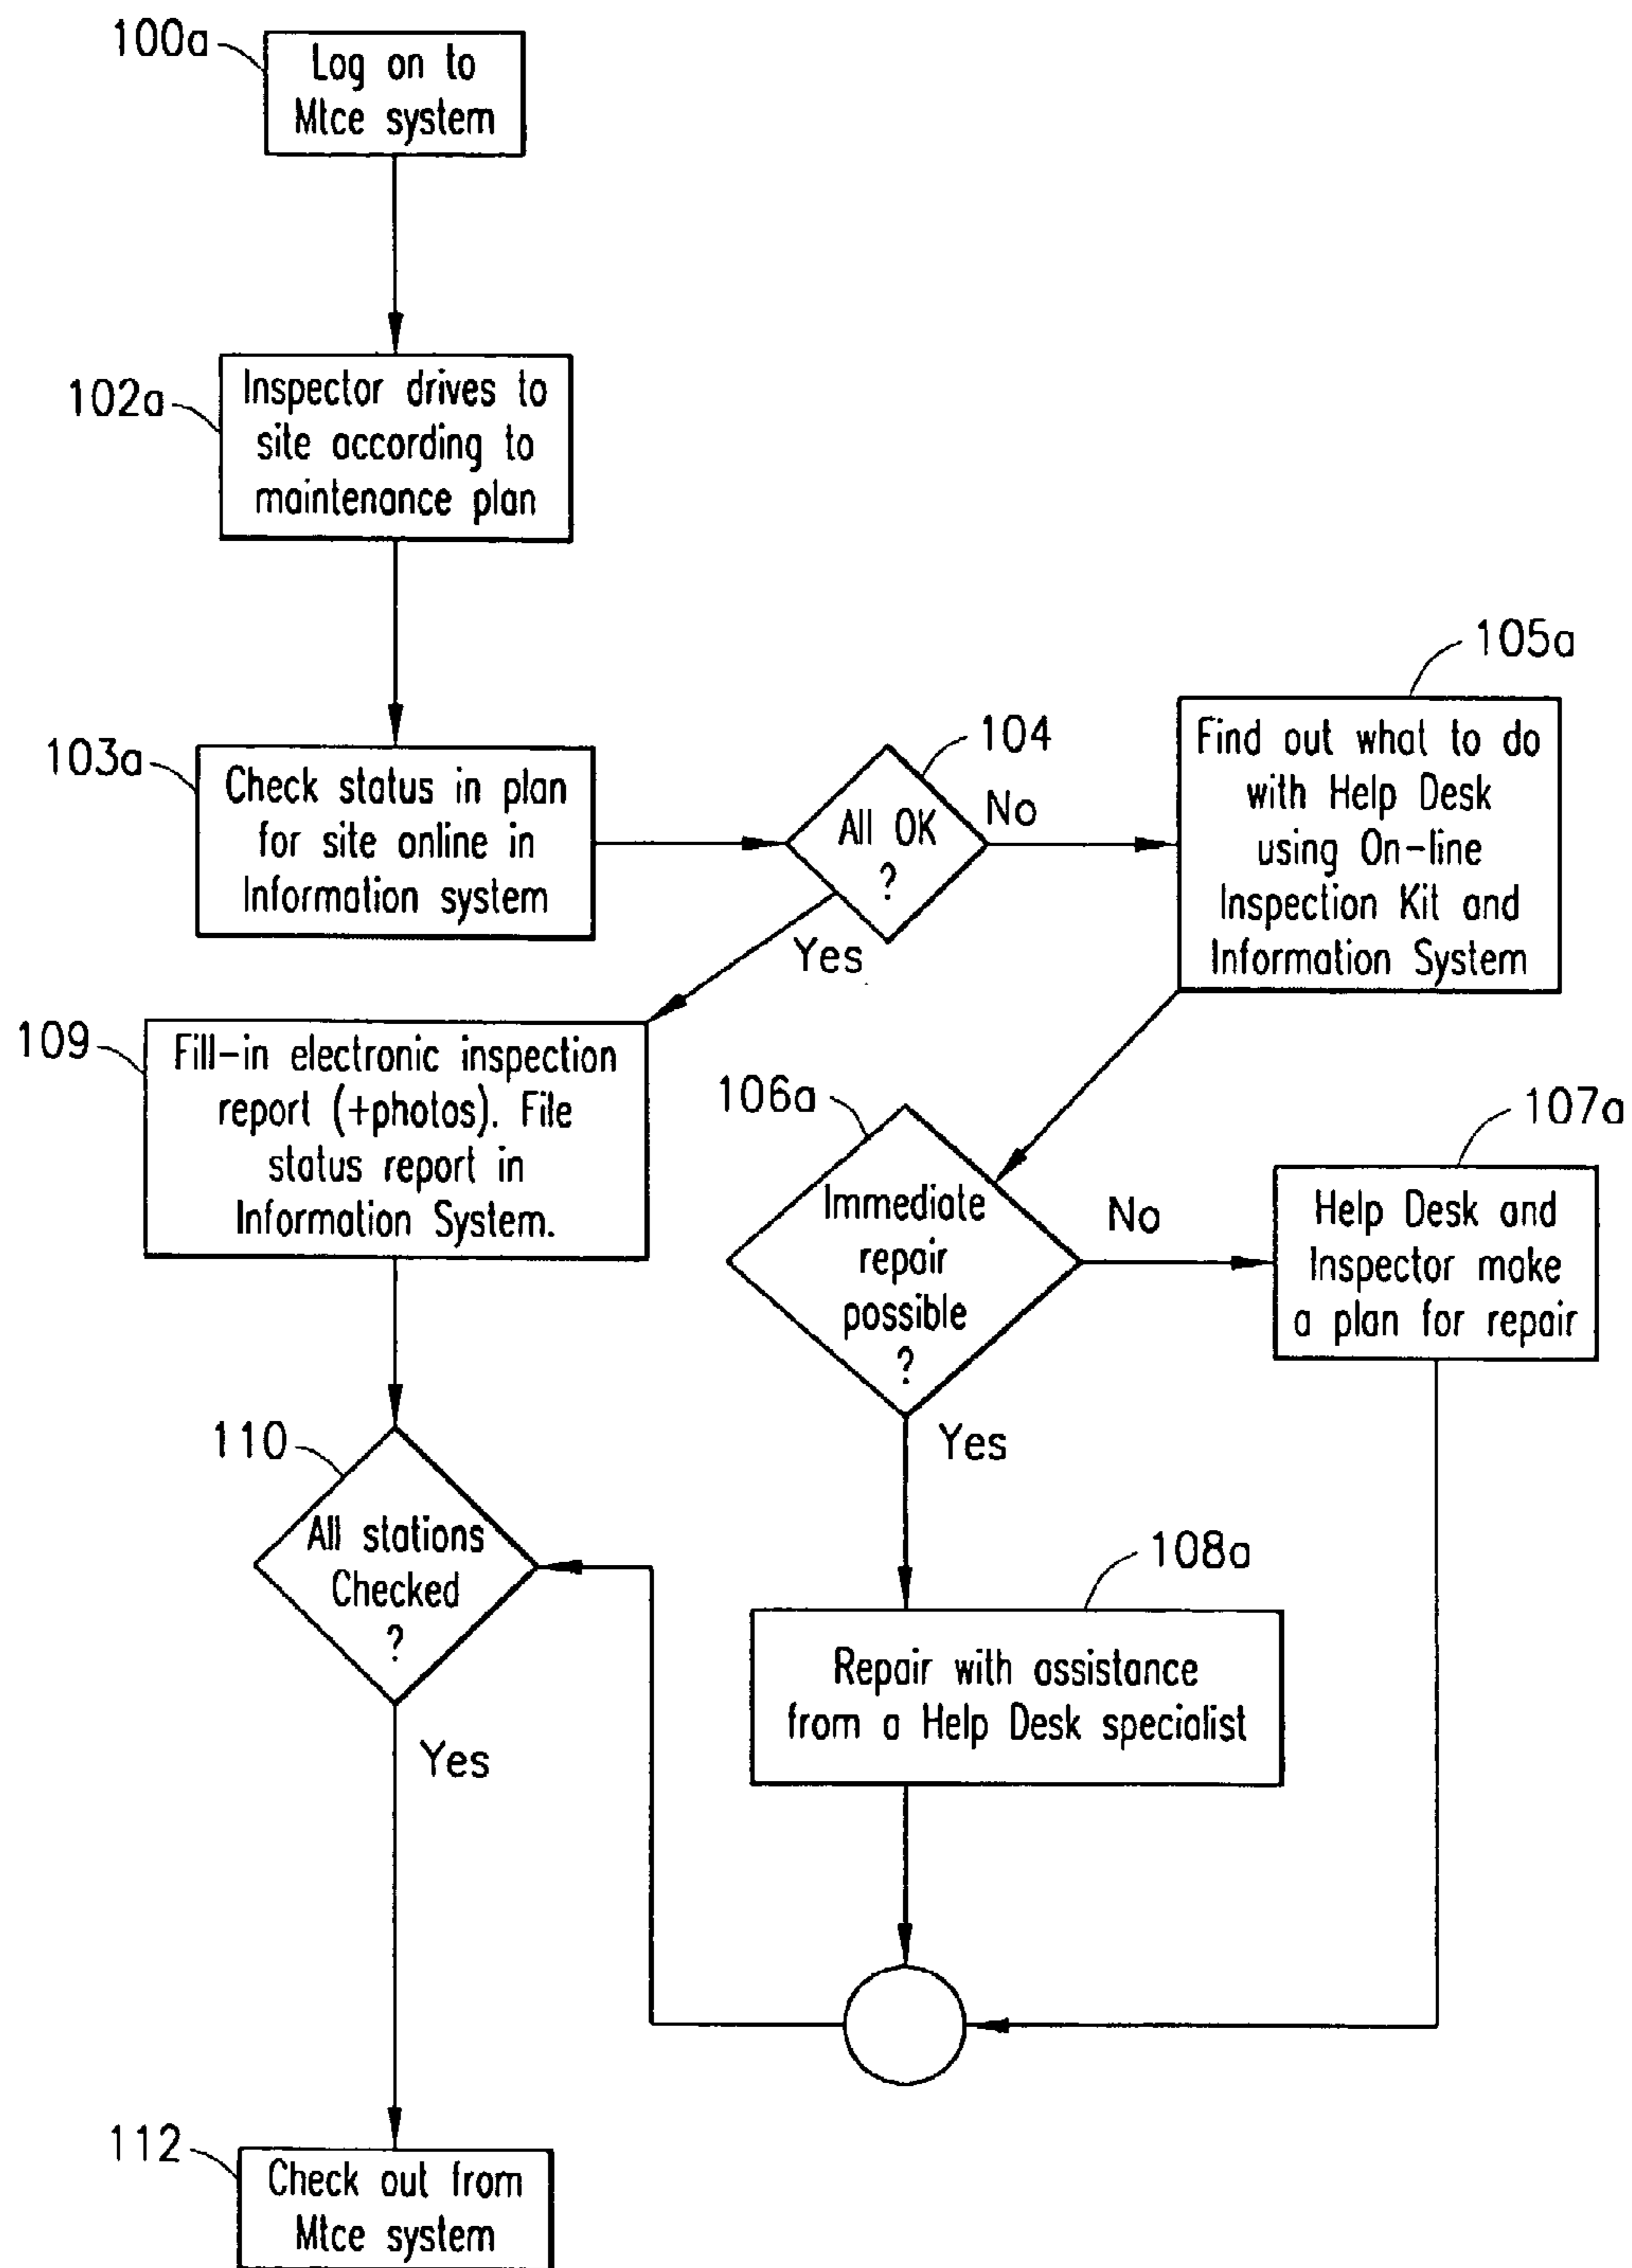 100a
Log on to
Mtce system
102a
Inspector drives to
site according to
maintenance plan
103a
Check status in plan
for site online in
Information system
104
All OK
?
No
Yes
105a
Find out what to do
with Help Desk
using On-line
Inspection Kit and
Information System
109
Fill-in electronic inspection
report (+photos). File
status report in
Information System.
106a
Immediate
repair
possible
?
No
Yes
107a
Help Desk and
Inspector make
a plan for repair
110
All stations
Checked
?
Yes
108a
Repair with assistance
from a Help Desk specialist
112
Check out from
Mtce system